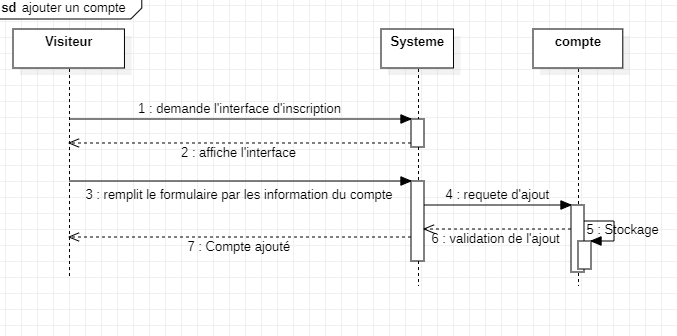 sd ajouter un compte
Visiteur
Systeme
compte
1 : demande l'interface d'inscription
2 : affiche l'interface
3 : remplit le formulaire par les information du compte
4 : requete d'ajout
5 : Stockage
6 : validation de l'ajout
7 : Compte ajouté